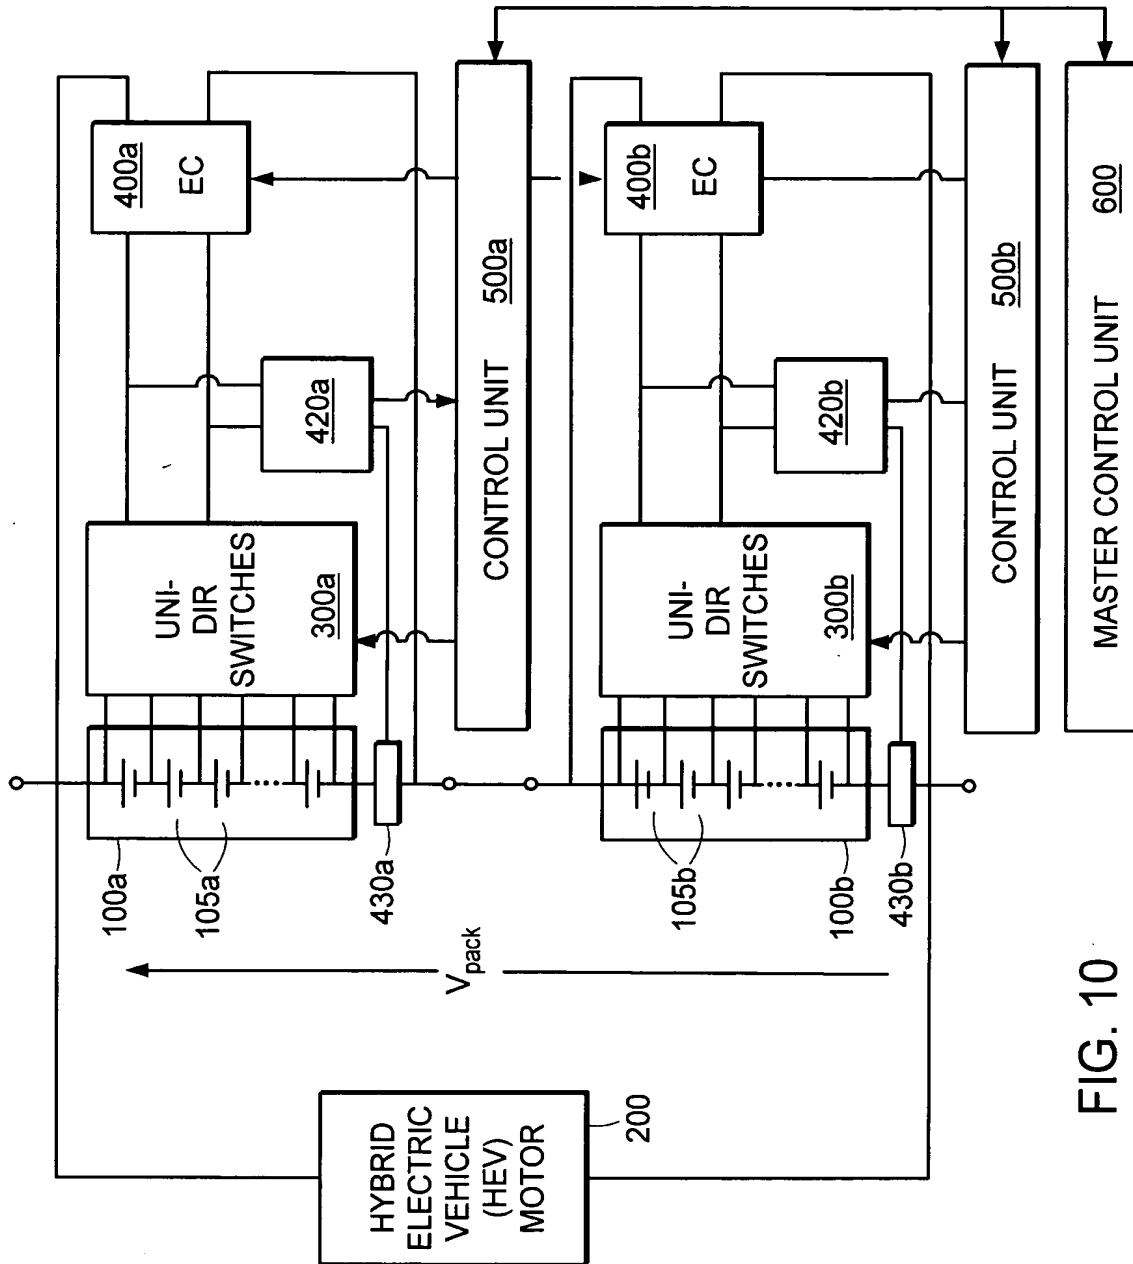 400a
EC
420a
UNI-
DIR
SWITCHES
300a
CONTROL UNIT 500a
100a
105a
430a
400b
EC
420b
UNI-
DIR
SWITCHES
300b
CONTROL UNIT 500b
105b
100b
430b
MASTER CONTROL UNIT 600
Vpack
HYBRID
ELECTRIC
VEHICLE
(HEV)
MOTOR
200
FIG. 10